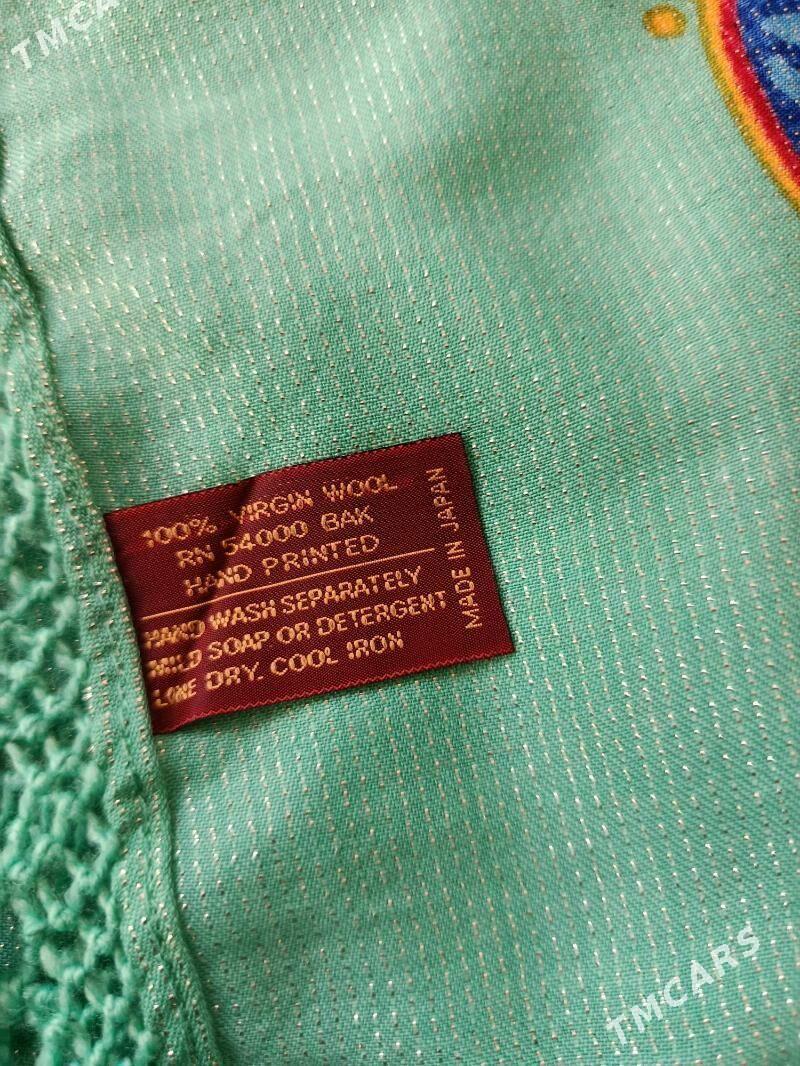 TMCARS
100% VIRGIN WOOL
RN 54000 BAK
HAND PRINTED
HAND WASH SEPARATELY
MILD SOAP OR DETERGENT
LINE DRY. COOL IRON
MADE IN JAPAN
TMCARS